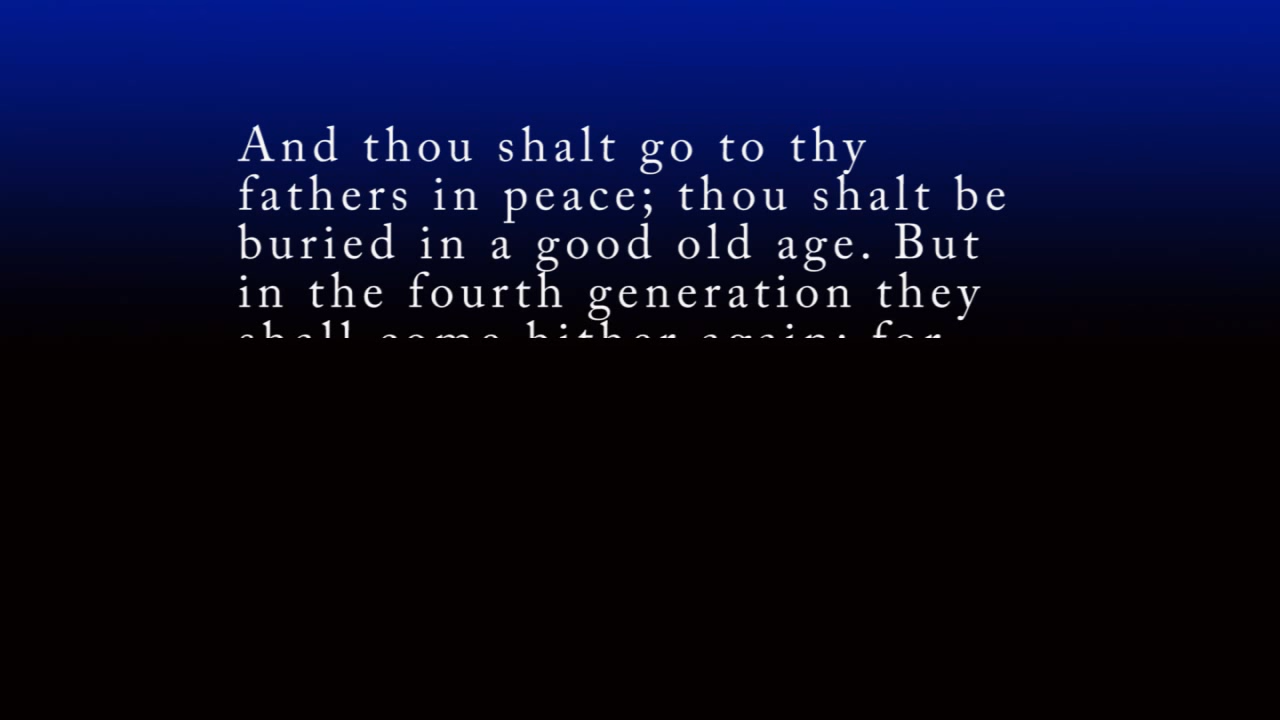 And thou shalt go to thy
fathers in peace; thou shalt be
buried in a good old age. But
in the fourth generation they
shall come hither again: for